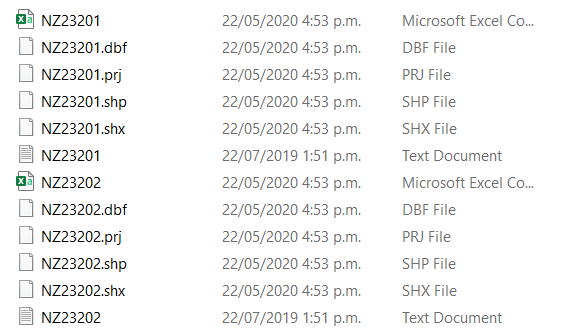 NZ23201 22/05/2020 4:53 p.m. Microsoft Excel Co...
NZ23201.dbf 22/05/2020 4:53 p.m. DBF File
NZ23201.prj 22/05/2020 4:53 p.m. PRJ File
NZ23201.shp 22/05/2020 4:53 p.m. SHP File
NZ23201.shx 22/05/2020 4:53 p.m. SHX File
NZ23201 22/07/2019 1:51 p.m. Text Document
NZ23202 22/05/2020 4:53 p.m. Microsoft Excel Co...
NZ23202.dbf 22/05/2020 4:53 p.m. DBF File
NZ23202.prj 22/05/2020 4:53 p.m. PRJ File
NZ23202.shp 22/05/2020 4:53 p.m. SHP File
NZ23202.shx 22/05/2020 4:53 p.m. SHX File
NZ23202 22/07/2019 1:51 p.m. Text Document